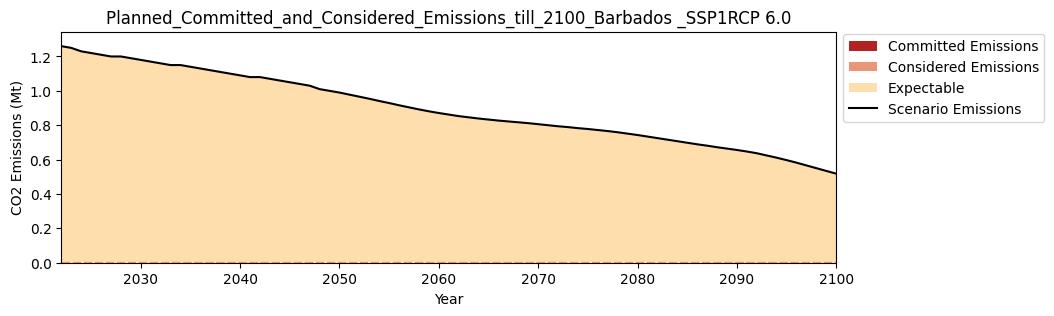 Planned_Committed_and_Considered_Emissions_till_2100_Barbados _SSP1RCP 6.0
Committed Emissions
Considered Emissions
Expectable
Scenario Emissions
CO2 Emissions (Mt)
1.2
1.0
0.8
0.6
0.4
0.2
0.0
2030 2040 2050 2060 2070 2080 2090 2100
Year